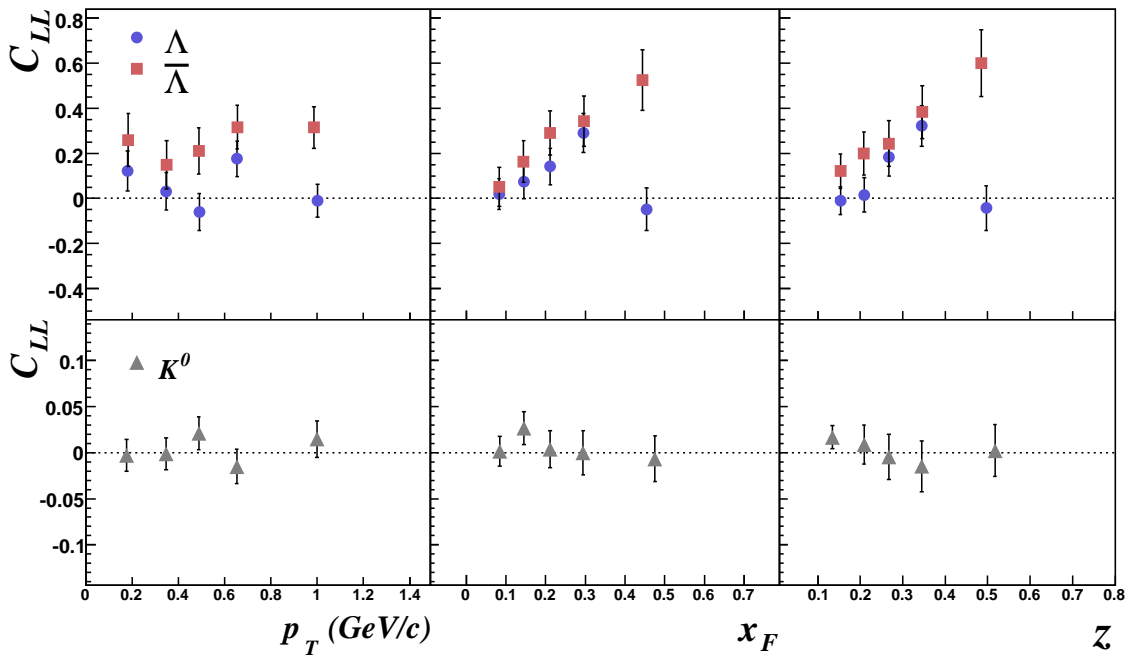 C_LL
0.8
0.6
0.4
0.2
0
-0.2
-0.4
Λ
Λ̅
C_LL
0.1
0.05
0
-0.05
-0.1
K⁰
0 0.2 0.4 0.6 0.8 1 1.2 1.4
0 0.1 0.2 0.3 0.4 0.5 0.6 0.7
0.1 0.2 0.3 0.4 0.5 0.6 0.7 0.8
p_T (GeV/c)
x_F
z